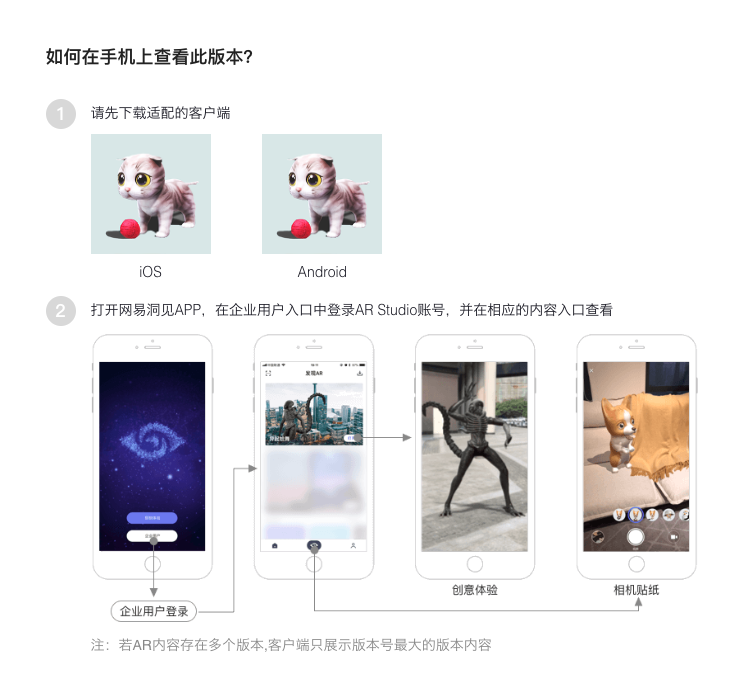 如何在手机上查看此版本？
1 请先下载适配的客户端
iOS
Android
2 打开网易洞见APP，在企业用户入口中登录AR Studio账号，并在相应的内容入口查看
发现AR
企业用户
创意体验
相机贴纸
企业用户登录
注：若AR内容存在多个版本,客户端只展示版本号最大的版本内容